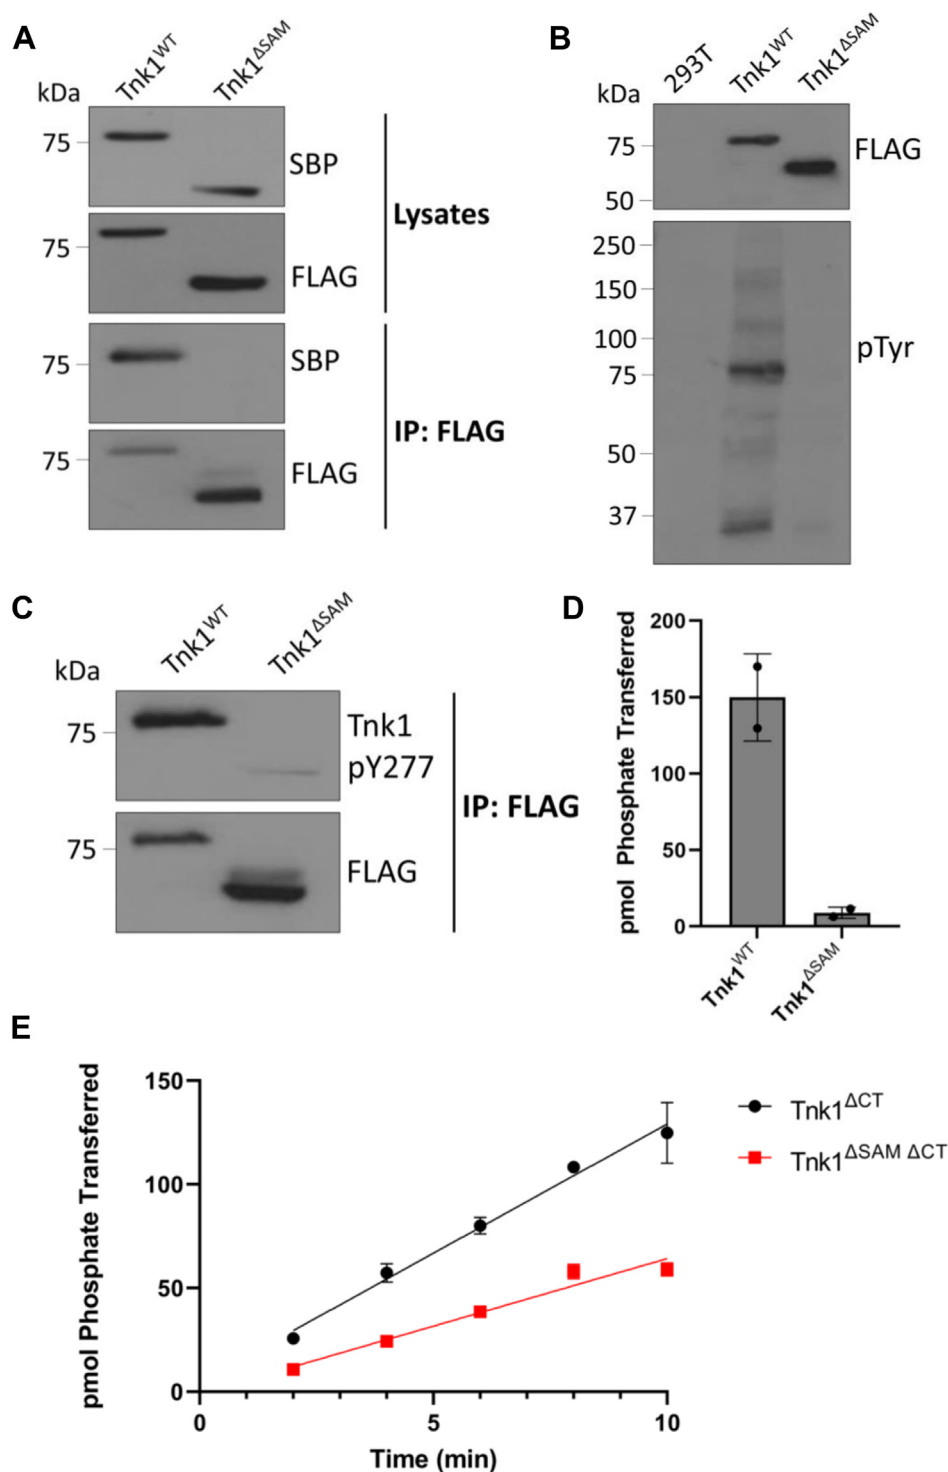 A
Tnk1WT
Tnk1ΔSAM
kDa
75
SBP
75
FLAG
Lysates
75
SBP
75
FLAG
IP: FLAG
B
293T
Tnk1WT
Tnk1ΔSAM
kDa
75
50
FLAG
250
150
100
75
50
37
pTyr
C
Tnk1WT
Tnk1ΔSAM
kDa
75
Tnk1
pY277
75
FLAG
IP: FLAG
D
pmol Phosphate Transferred
200
150
100
50
0
Tnk1WT
Tnk1ΔSAM
E
pmol Phosphate Transferred
150
100
50
0
0
5
10
Time (min)
Tnk1ΔCT
Tnk1ΔSAM ΔCT